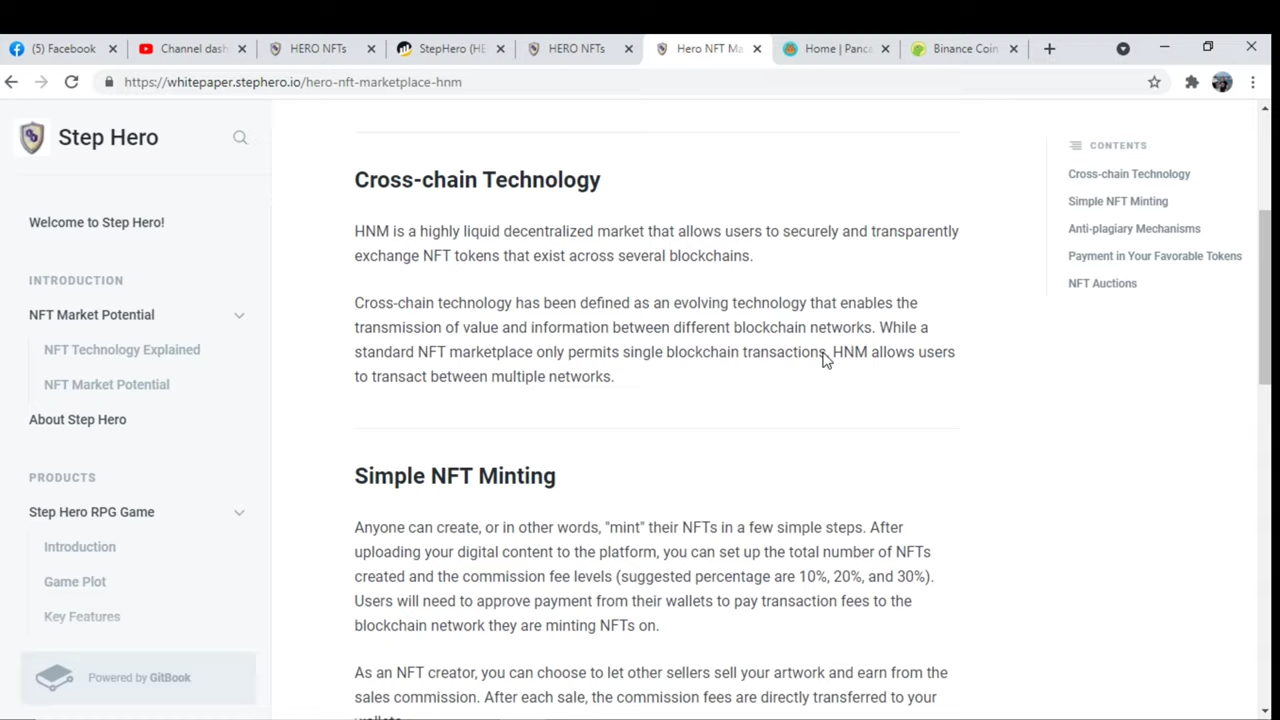 (5) Facebook
Channel dash
HERO NFTs
StepHero (HE
HERO NFTs
Hero NFT Ma
Home | Panca
Binance Coin
https://whitepaper.stephero.io/hero-nft-marketplace-hnm
Step Hero
Welcome to Step Hero!
INTRODUCTION
NFT Market Potential
NFT Technology Explained
NFT Market Potential
About Step Hero
PRODUCTS
Step Hero RPG Game
Introduction
Game Plot
Key Features
Powered by GitBook
Cross-chain Technology
HNM is a highly liquid decentralized market that allows users to securely and transparently
exchange NFT tokens that exist across several blockchains.
Cross-chain technology has been defined as an evolving technology that enables the
transmission of value and information between different blockchain networks. While a
standard NFT marketplace only permits single blockchain transactions, HNM allows users
to transact between multiple networks.
Simple NFT Minting
Anyone can create, or in other words, "mint" their NFTs in a few simple steps. After
uploading your digital content to the platform, you can set up the total number of NFTs
created and the commission fee levels (suggested percentage are 10%, 20%, and 30%).
Users will need to approve payment from their wallets to pay transaction fees to the
blockchain network they are minting NFTs on.
As an NFT creator, you can choose to let other sellers sell your artwork and earn from the
sales commission. After each sale, the commission fees are directly transferred to your
wallets.
CONTENTS
Cross-chain Technology
Simple NFT Minting
Anti-plagiary Mechanisms
Payment in Your Favorable Tokens
NFT Auctions